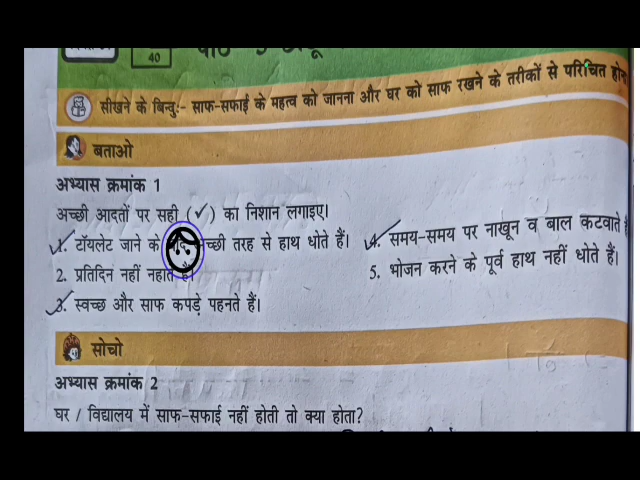 40
पाठ
सीखने के बिन्दु:- साफ-सफाई के महत्व को जानना और घर को साफ रखने के तरीकों से परिचित होना
बताओ
अभ्यास क्रमांक 1
अच्छी आदतों पर सही (✓) का निशान लगाइए।
1. टॉयलेट जाने के तरह से हाथ धोते हैं।
2. प्रतिदिन नहीं नहाते हैं।
3. स्वच्छ और साफ कपड़े पहनते हैं।
4. समय-समय पर नाखून व बाल कटवाते
5. भोजन करने के पूर्व हाथ नहीं धोते हैं।
सोचो
अभ्यास क्रमांक 2
घर / विद्यालय में साफ-सफाई नहीं होती तो क्या होता?